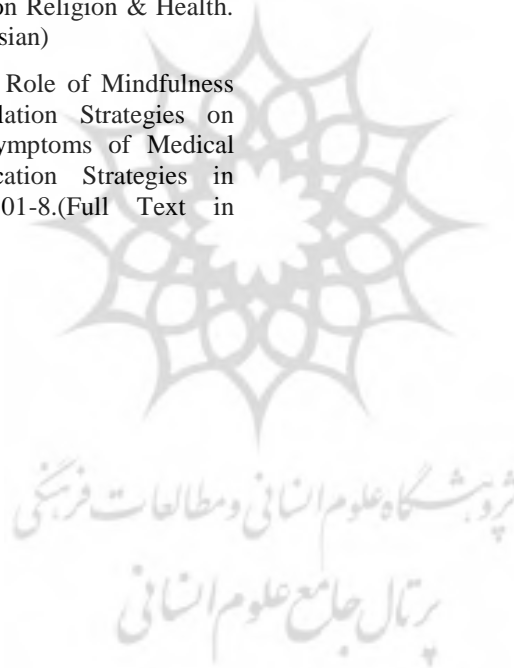 on Religion & Health.
sian)
Role of Mindfulness
lation Strategies on
ymptoms of Medical
cation Strategies in
01-8.(Full Text in
پژوهشگاه علوم انسانی و مطالعات فرهنگی
پرتال جامع علوم انسانی